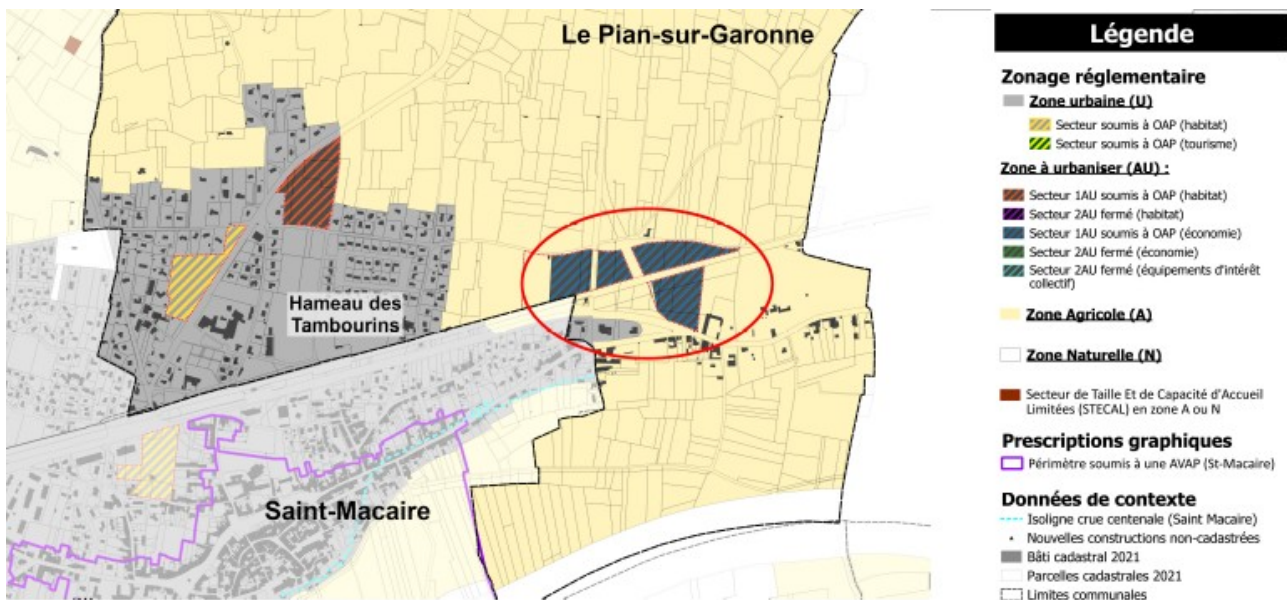 Le Pian-sur-Garonne
Hameau des
Tambourins
Saint-Macaire
Légende
Zonage réglementaire
Zone urbaine (U)
Secteur soumis à OAP (habitat)
Secteur soumis à OAP (tourisme)
Zone à urbaniser (AU) :
Secteur 1AU soumis à OAP (habitat)
Secteur 2AU fermé (habitat)
Secteur 1AU soumis à OAP (économie)
Secteur 2AU fermé (économie)
Secteur 2AU fermé (équipements d'intérêt
collectif)
Zone Agricole (A)
Zone Naturelle (N)
Secteur de Taille Et de Capacité d'Accueil
Limitées (STECAL) en zone A ou N
Prescriptions graphiques
Périmètre soumis à une AVAP (St-Macaire)
Données de contexte
Isoligne crue centenale (Saint Macaire)
Nouvelles constructions non-cadastrées
Bâti cadastral 2021
Parcelles cadastrales 2021
Limites communales